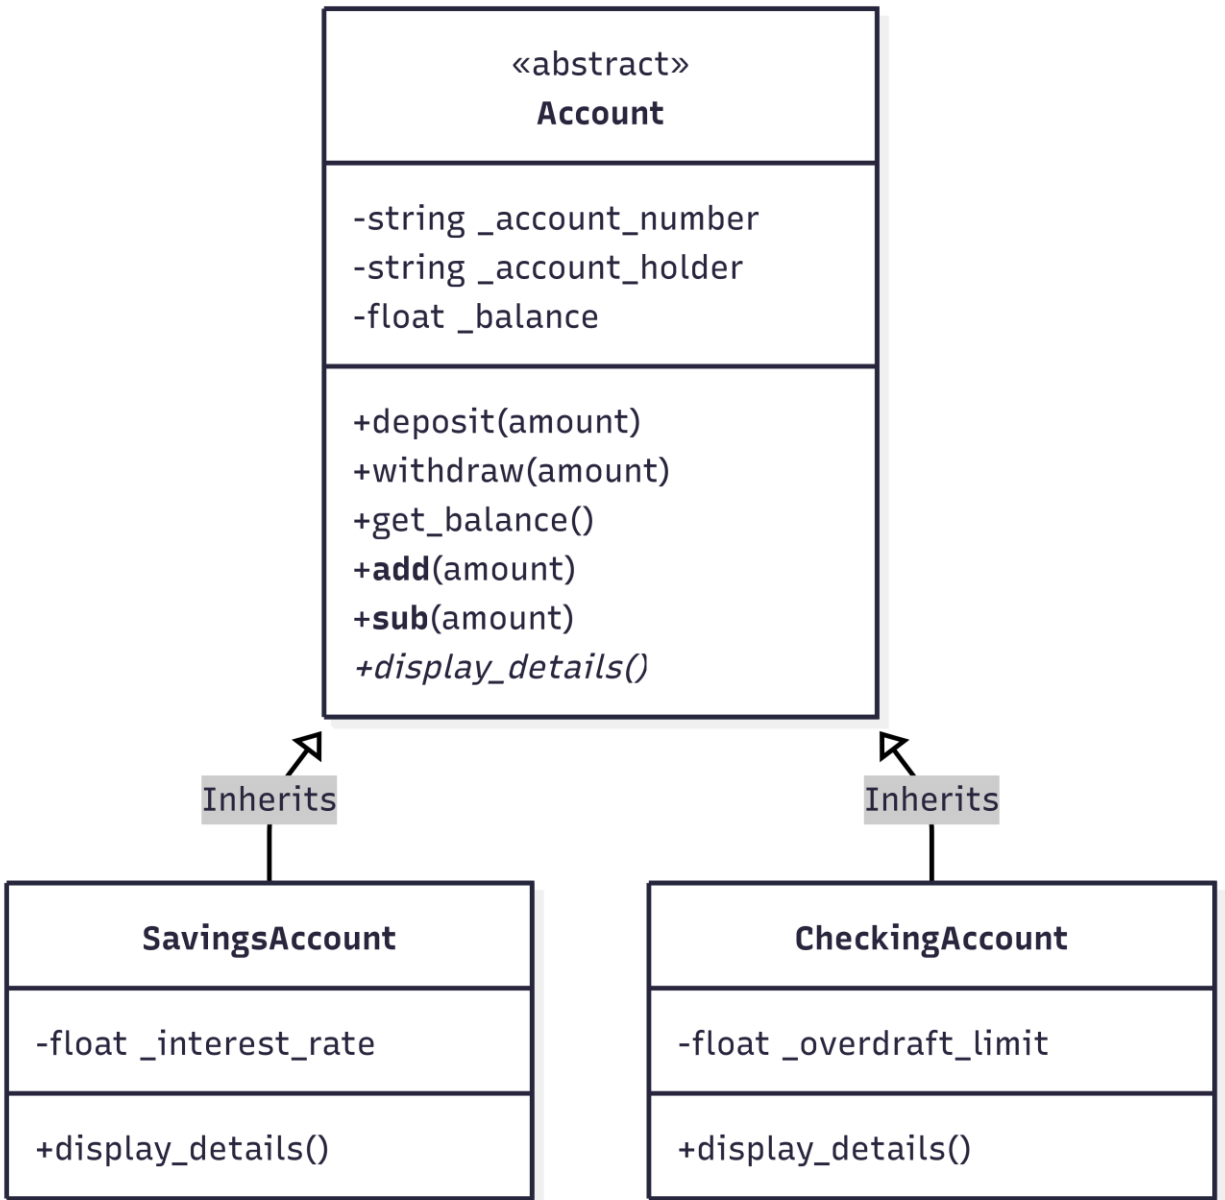 «abstract»
Account
-string _account_number
-string _account_holder
-float _balance
+deposit(amount)
+withdraw(amount)
+get_balance()
+add(amount)
+sub(amount)
+display_details()
Inherits
Inherits
SavingsAccount
-float _interest_rate
+display_details()
CheckingAccount
-float _overdraft_limit
+display_details()